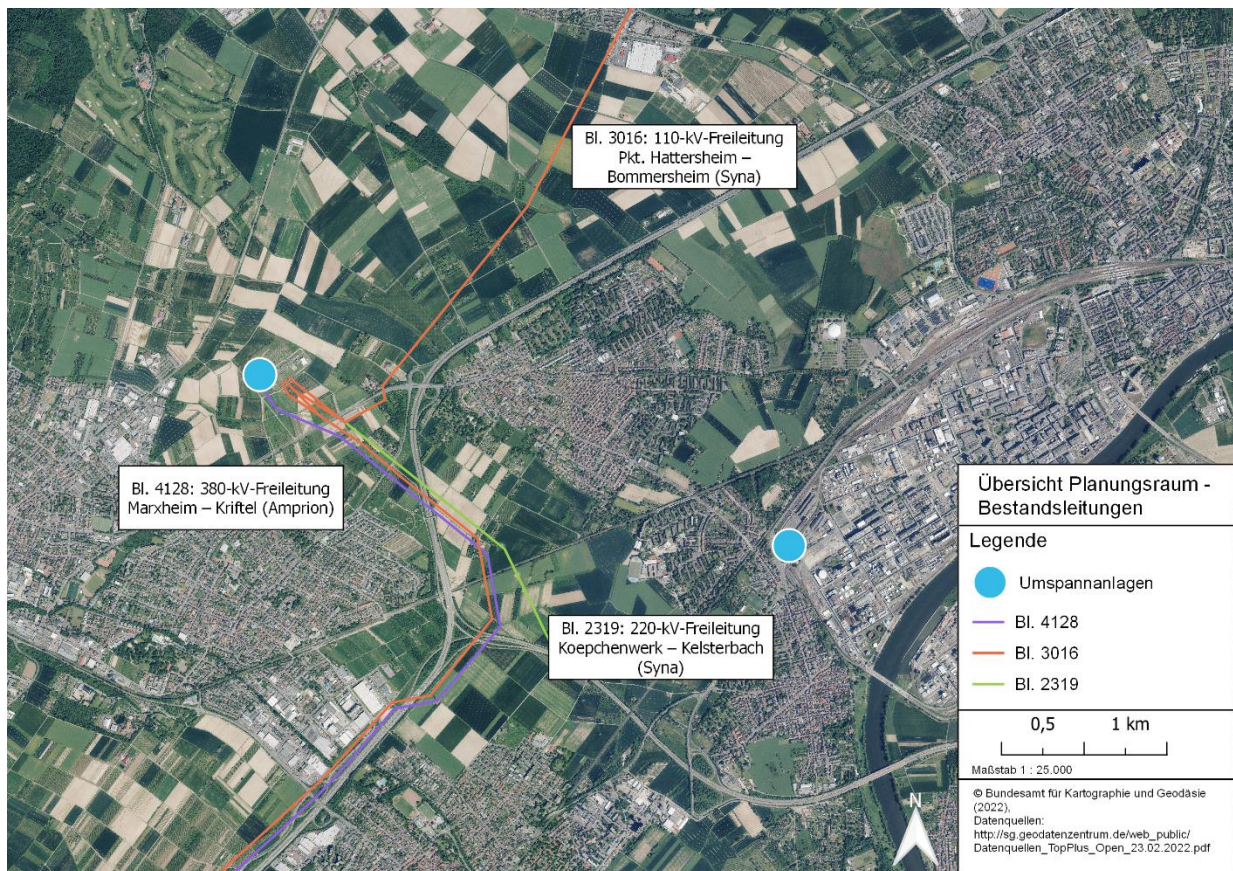 Bl. 3016: 110-kV-Freileitung
Pkt. Hattersheim –
Bommersheim (Syna)
Bl. 4128: 380-kV-Freileitung
Marxheim – Kriftel (Amprion)
Bl. 2319: 220-kV-Freileitung
Koepchenwerk – Kelsterbach
(Syna)
Übersicht Planungsraum -
Bestandsleitungen
Legende
Umspannanlagen
Bl. 4128
Bl. 3016
Bl. 2319
0,5 1 km
Maßstab 1 : 25.000
N
© Bundesamt für Kartographie und Geodäsie
(2022),
Datenquellen:
http://sg.geodatenzentrum.de/web_public/
Datenquellen_TopPlus_Open_23.02.2022.pdf